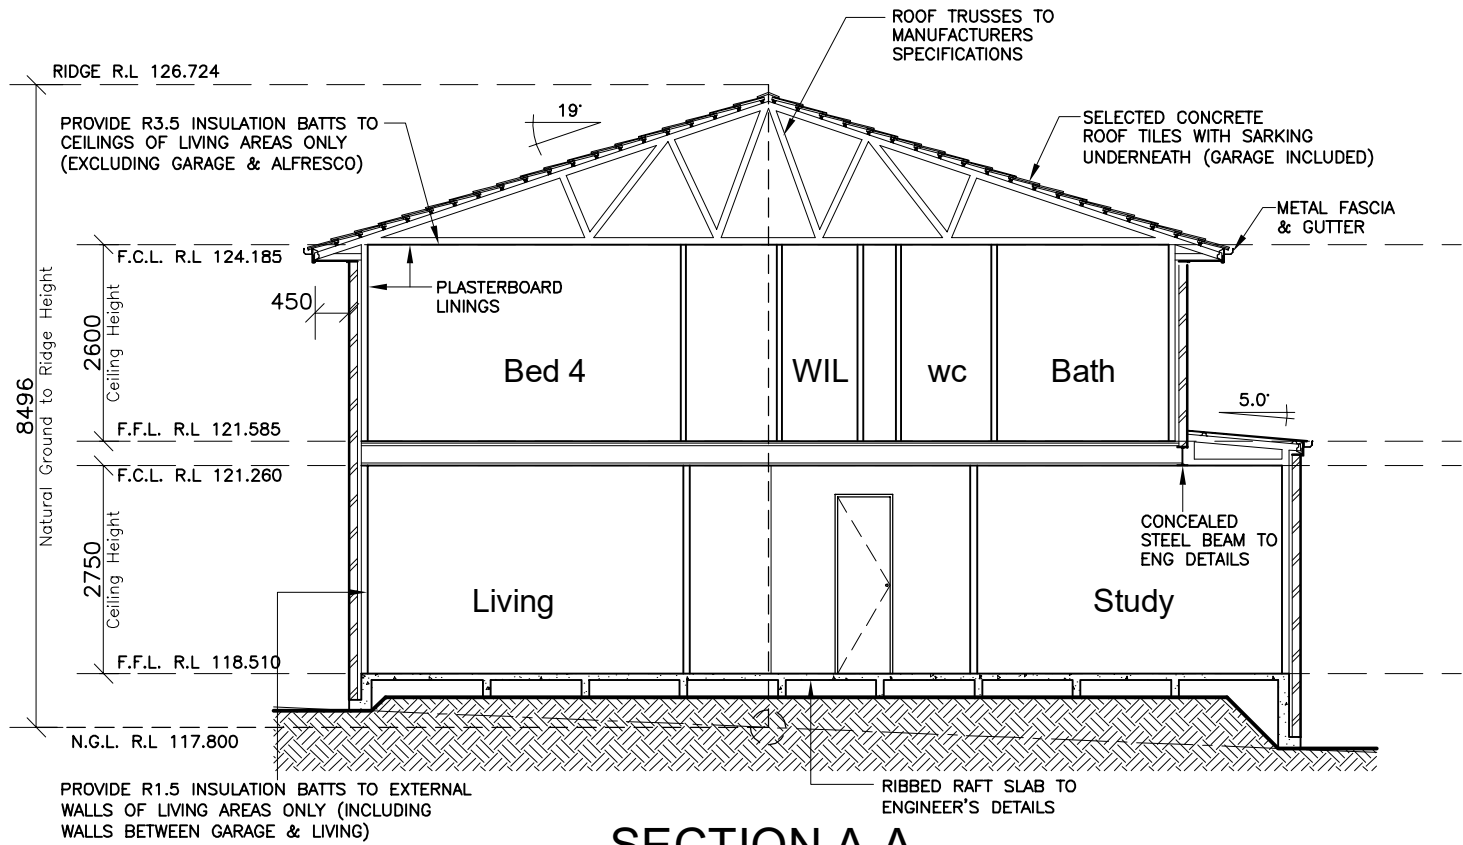 ROOF TRUSSES TO
MANUFACTURERS
SPECIFICATIONS
RIDGE R.L 126.724
19°
PROVIDE R3.5 INSULATION BATTS TO
CEILINGS OF LIVING AREAS ONLY
(EXCLUDING GARAGE & ALFRESCO)
SELECTED CONCRETE
ROOF TILES WITH SARKING
UNDERNEATH (GARAGE INCLUDED)
METAL FASCIA
& GUTTER
F.C.L. R.L 124.185
PLASTERBOARD
LININGS
450
2600
Ceiling Height
8496
Natural Ground to Ridge Height
Bed 4
WIL
wc
Bath
5.0°
F.F.L. R.L 121.585
F.C.L. R.L 121.260
CONCEALED
STEEL BEAM TO
ENG DETAILS
2750
Ceiling Height
Living
Study
F.F.L. R.L 118.510
N.G.L. R.L 117.800
PROVIDE R1.5 INSULATION BATTS TO EXTERNAL
WALLS OF LIVING AREAS ONLY (INCLUDING
WALLS BETWEEN GARAGE & LIVING)
RIBBED RAFT SLAB TO
ENGINEER'S DETAILS
SECTION A-A